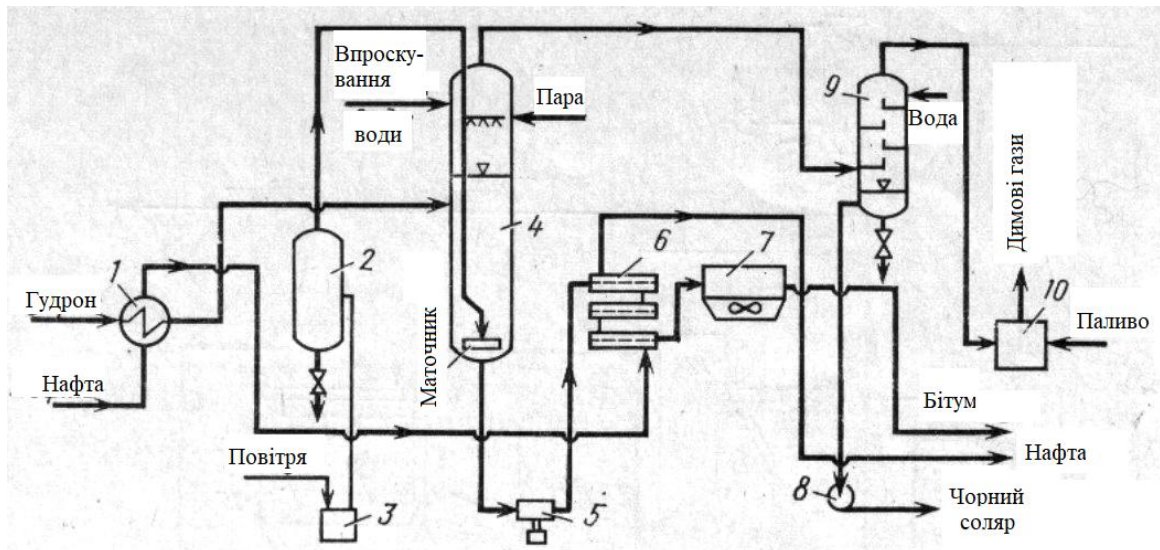 Впроску-
вання
води
Пара
9
Вода
Димові гази
4
6
7
1
2
Гудрон
10
Паливо
Маточник
Нафта
Бітум
Повітря
Нафта
3
5
8
Чорний
соляр